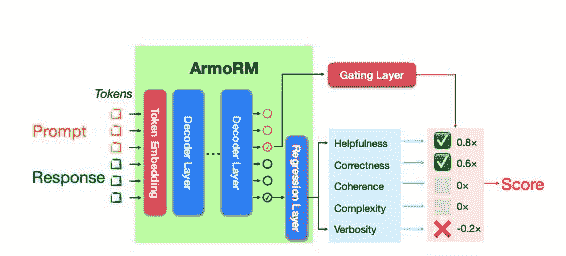 ArmoRM
Tokens
Prompt
Response
Token Embedding
Decoder Layer
Decoder Layer
Regression Layer
Gating Layer
Helpfulness
Correctness
Coherence
Complexity
Verbosity
0.8×
0.6×
0×
0×
-0.2×
Score